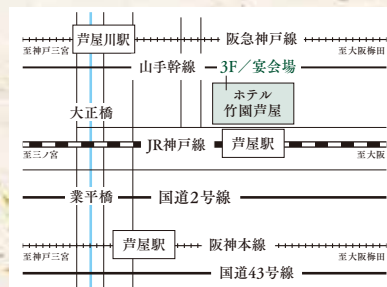 芦屋川駅
阪急神戸線
至神戸三宮
至大阪梅田
山手幹線
3F／宴会場
ホテル
竹園芦屋
大正橋
JR神戸線
芦屋駅
至三ノ宮
至大阪
業平橋
国道2号線
芦屋駅
阪神本線
至神戸三宮
至大阪梅田
国道43号線